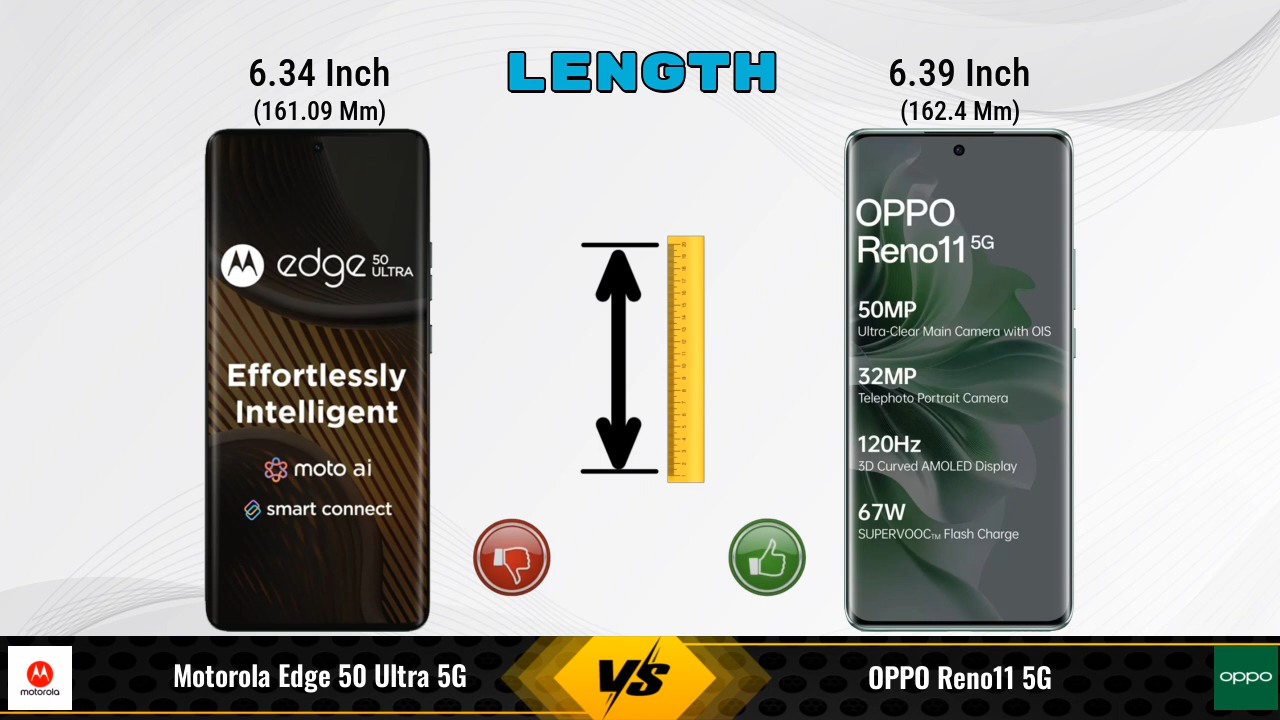 LENGTH
6.34 Inch
(161.09 Mm)
6.39 Inch
(162.4 Mm)
edge 50 ULTRA
Effortlessly
Intelligent
moto ai
smart connect
OPPO
Reno11 5G
50MP
Ultra-Clear Main Camera with OIS
32MP
Telephoto Portrait Camera
120Hz
3D Curved AMOLED Display
67W
SUPERVOOC™ Flash Charge
motorola
Motorola Edge 50 Ultra 5G
VS
OPPO Reno11 5G
oppo